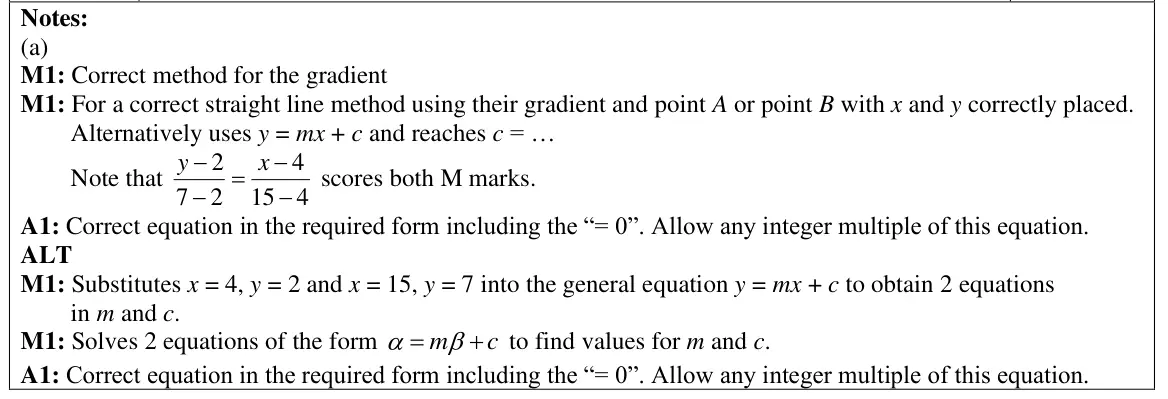 Notes:
(a)
M1: Correct method for the gradient
M1: For a correct straight line method using their gradient and point A or point B with x and y correctly placed.
Alternatively uses y = mx + c and reaches c = …
Note that (y − 2)/(7 − 2) = (x − 4)/(15 − 4) scores both M marks.
A1: Correct equation in the required form including the “= 0”. Allow any integer multiple of this equation.
ALT
M1: Substitutes x = 4, y = 2 and x = 15, y = 7 into the general equation y = mx + c to obtain 2 equations
in m and c.
M1: Solves 2 equations of the form α = mβ + c to find values for m and c.
A1: Correct equation in the required form including the “= 0”. Allow any integer multiple of this equation.